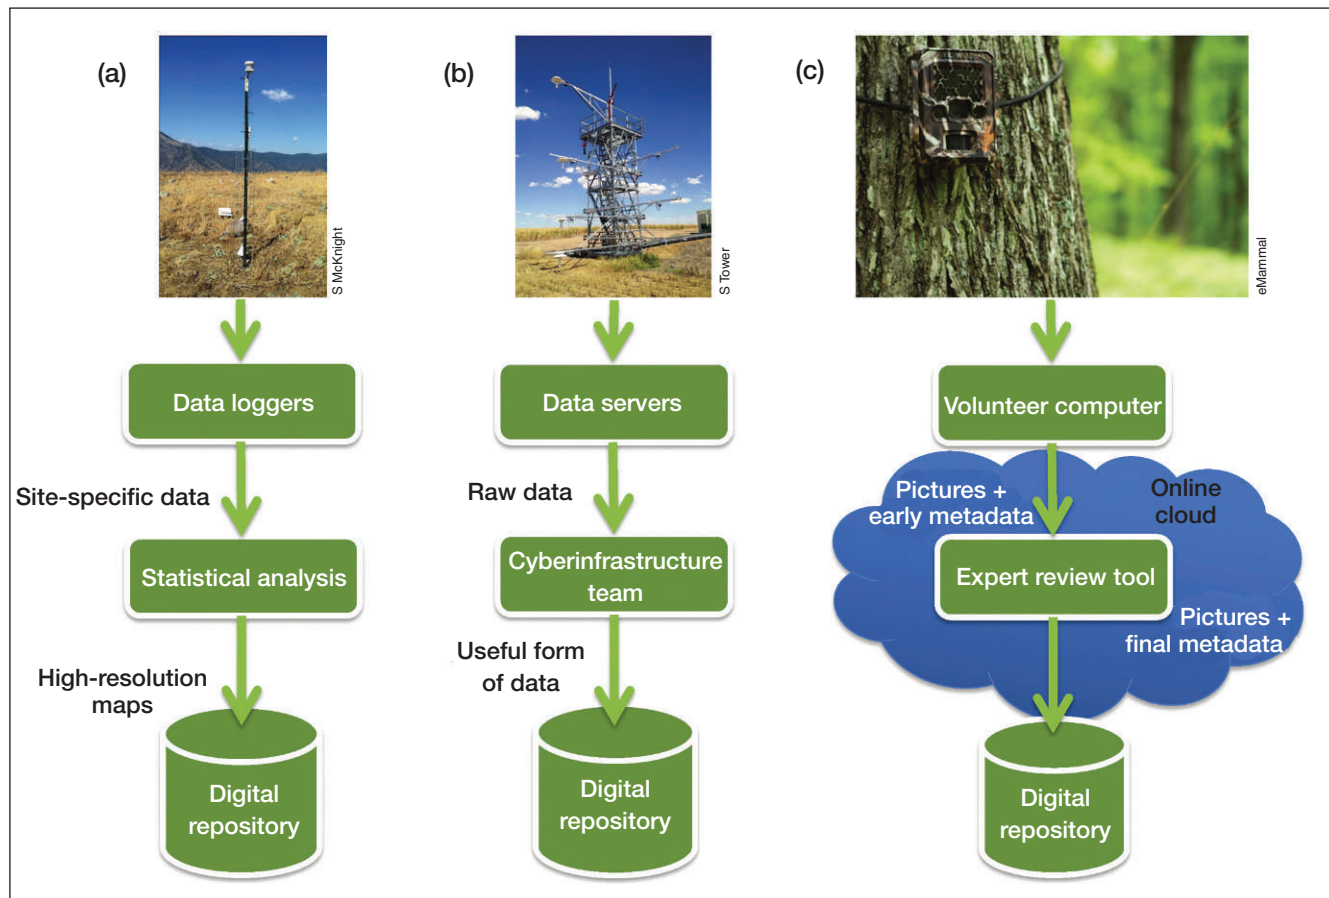 (a)
S McKnight
Data loggers
Site-specific data
Statistical analysis
High-resolution
maps
Digital
repository
(b)
S Tower
Data servers
Raw data
Cyberinfrastructure
team
Useful form
of data
Digital
repository
(c)
eMammal
Volunteer computer
Pictures +
early metadata
Online
cloud
Expert review tool
Pictures +
final metadata
Digital
repository